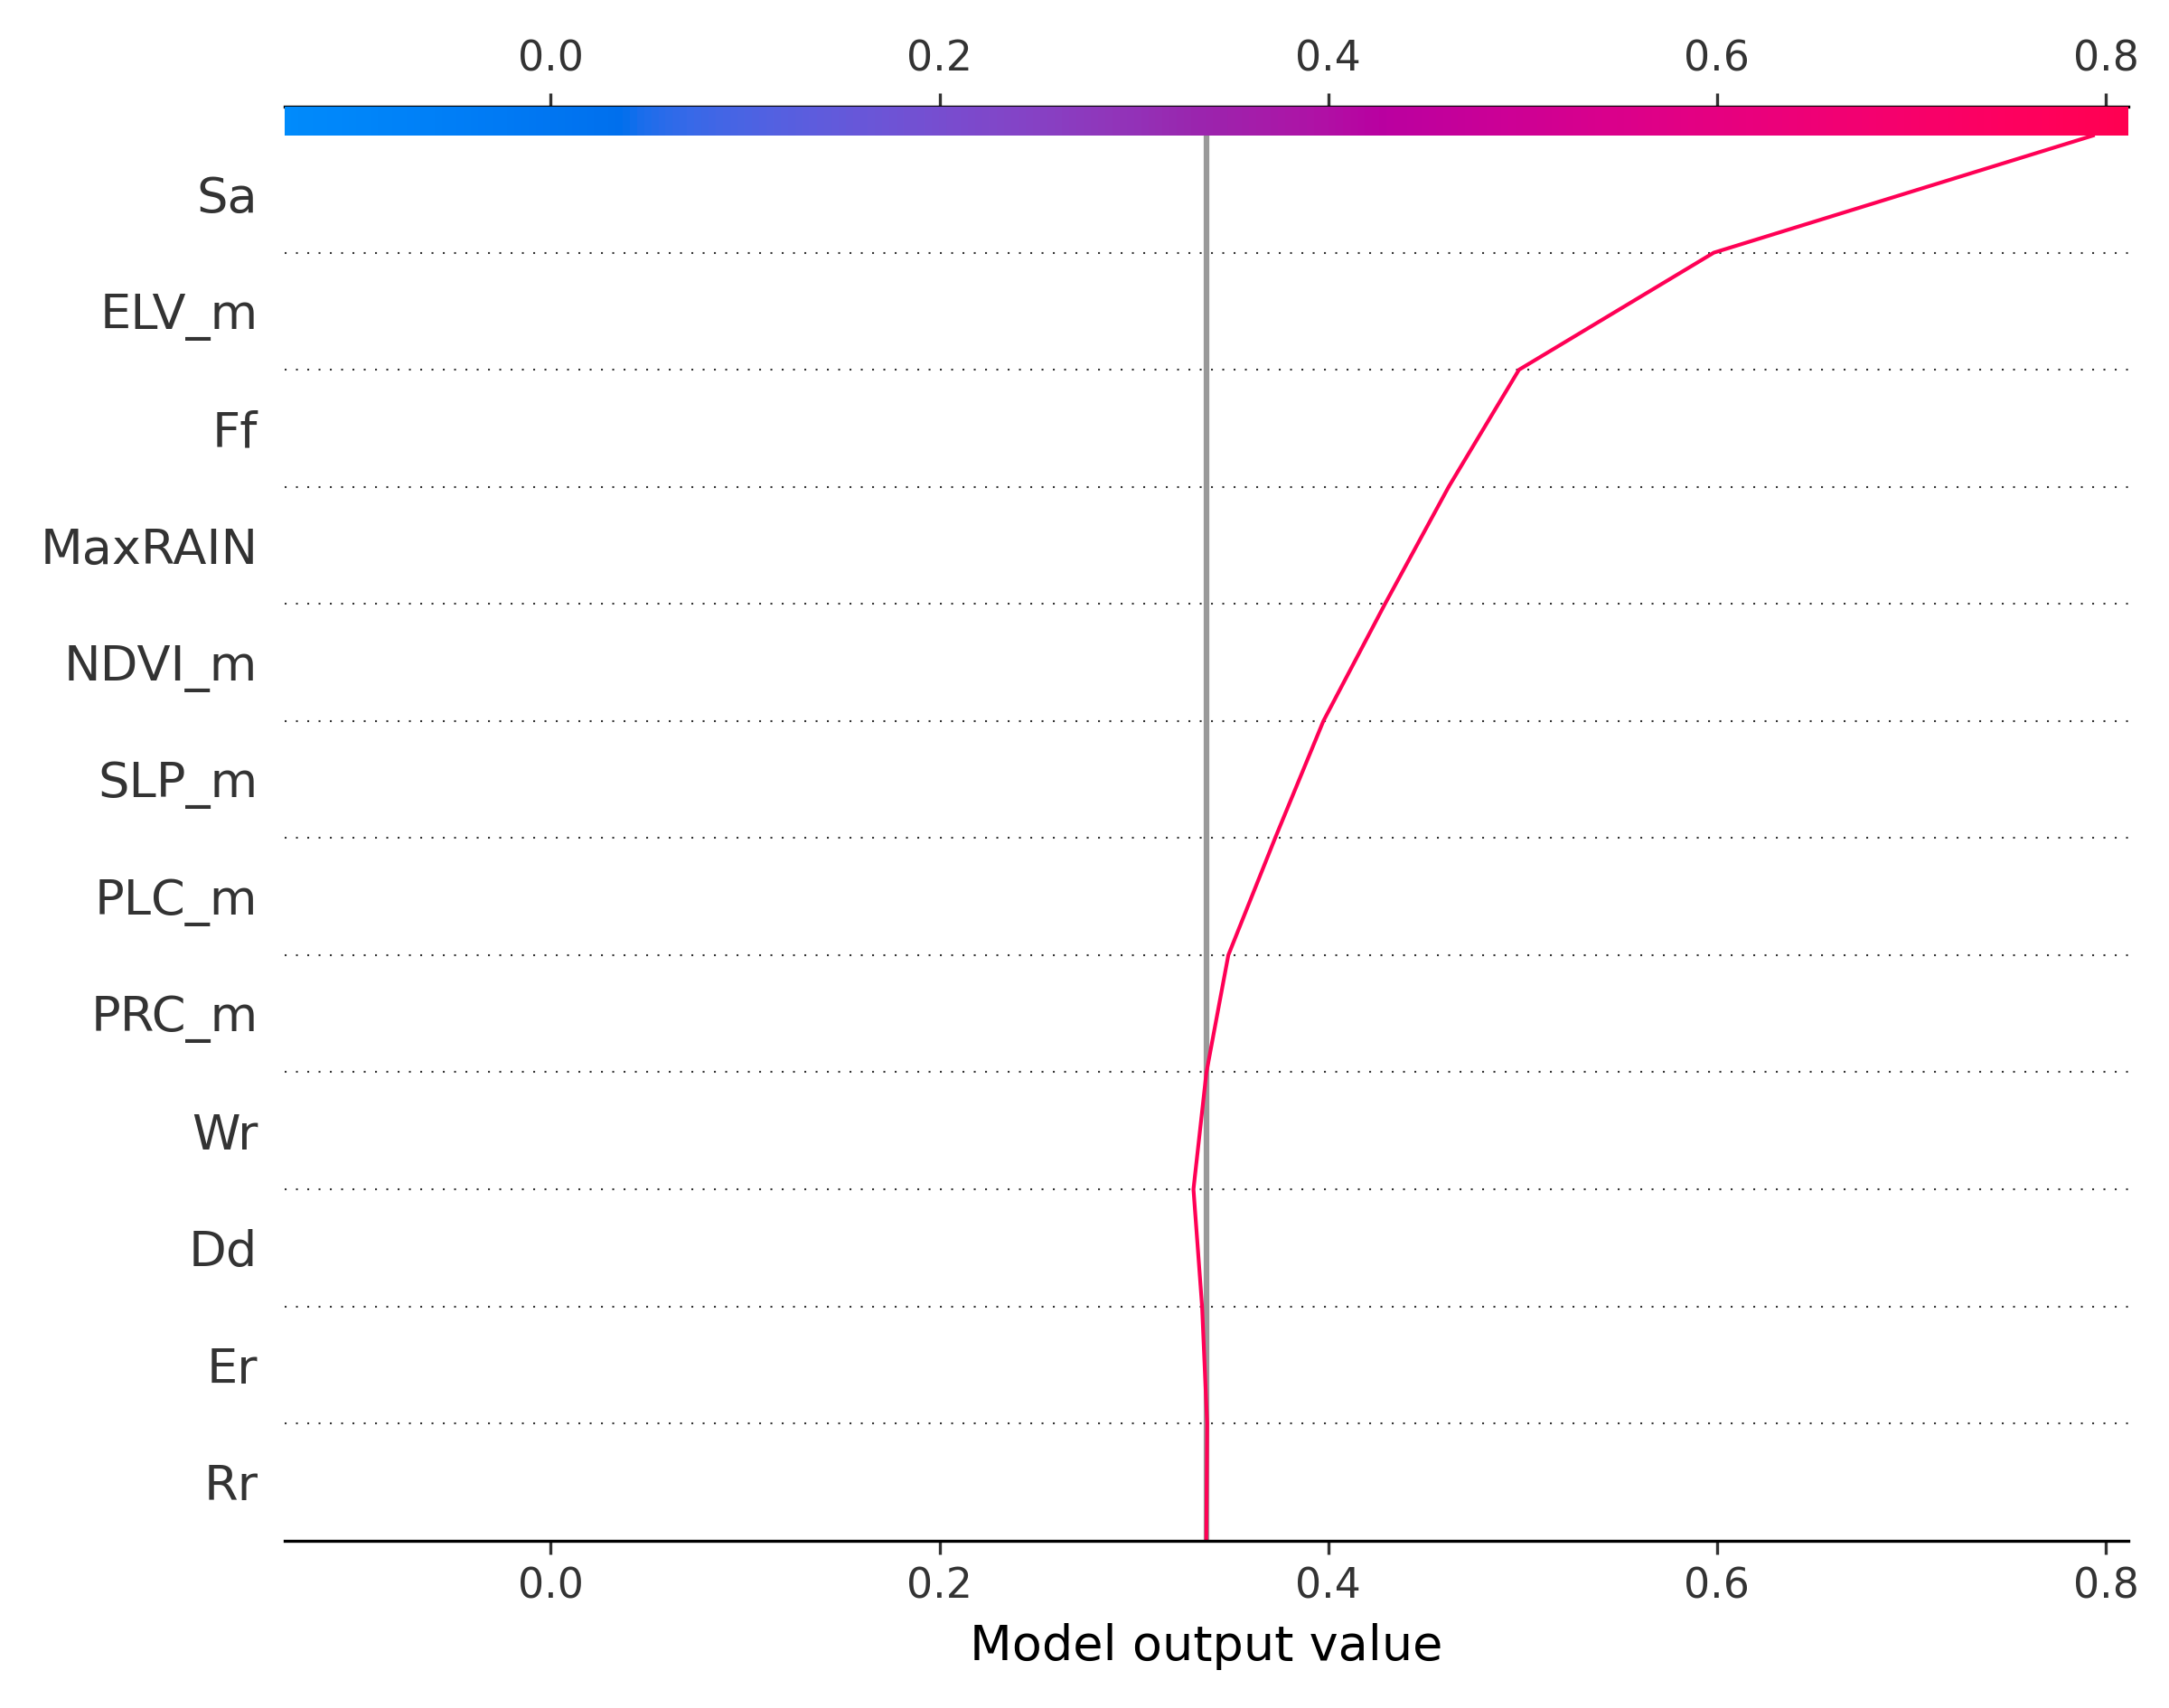 0.0 0.2 0.4 0.6 0.8
Sa
ELV_m
Ff
MaxRAIN
NDVI_m
SLP_m
PLC_m
PRC_m
Wr
Dd
Er
Rr
0.0 0.2 0.4 0.6 0.8
Model output value